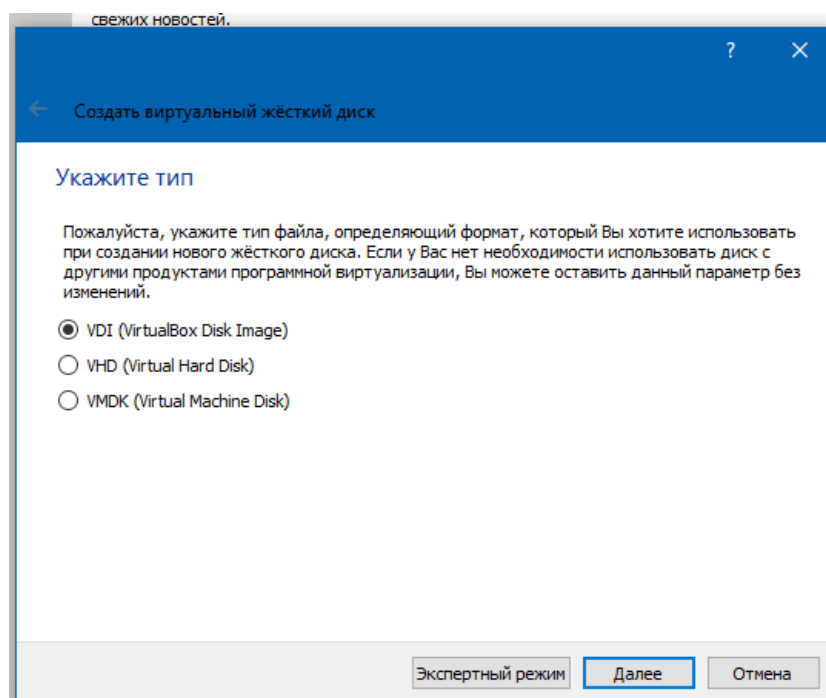 свежих новостей.
?
Создать виртуальный жёсткий диск
Укажите тип
Пожалуйста, укажите тип файла, определяющий формат, который Вы хотите использовать
при создании нового жёсткого диска. Если у Вас нет необходимости использовать диск с
другими продуктами программной виртуализации, Вы можете оставить данный параметр без
изменений.
VDI (VirtualBox Disk Image)
VHD (Virtual Hard Disk)
VMDK (Virtual Machine Disk)
Экспертный режим Далее Отмена